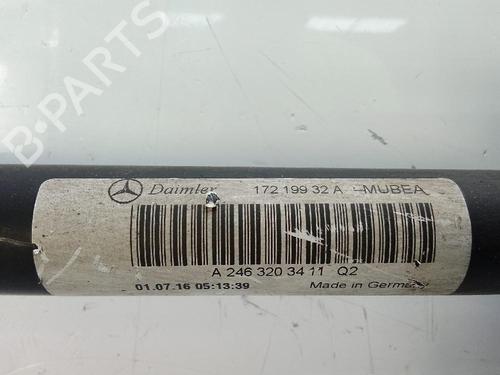 B-PARTS
Daimler 172 199 32 A -MUBEA
A 246 320 34 11 Q2
01.07.16 05:13:39 Made in Germany